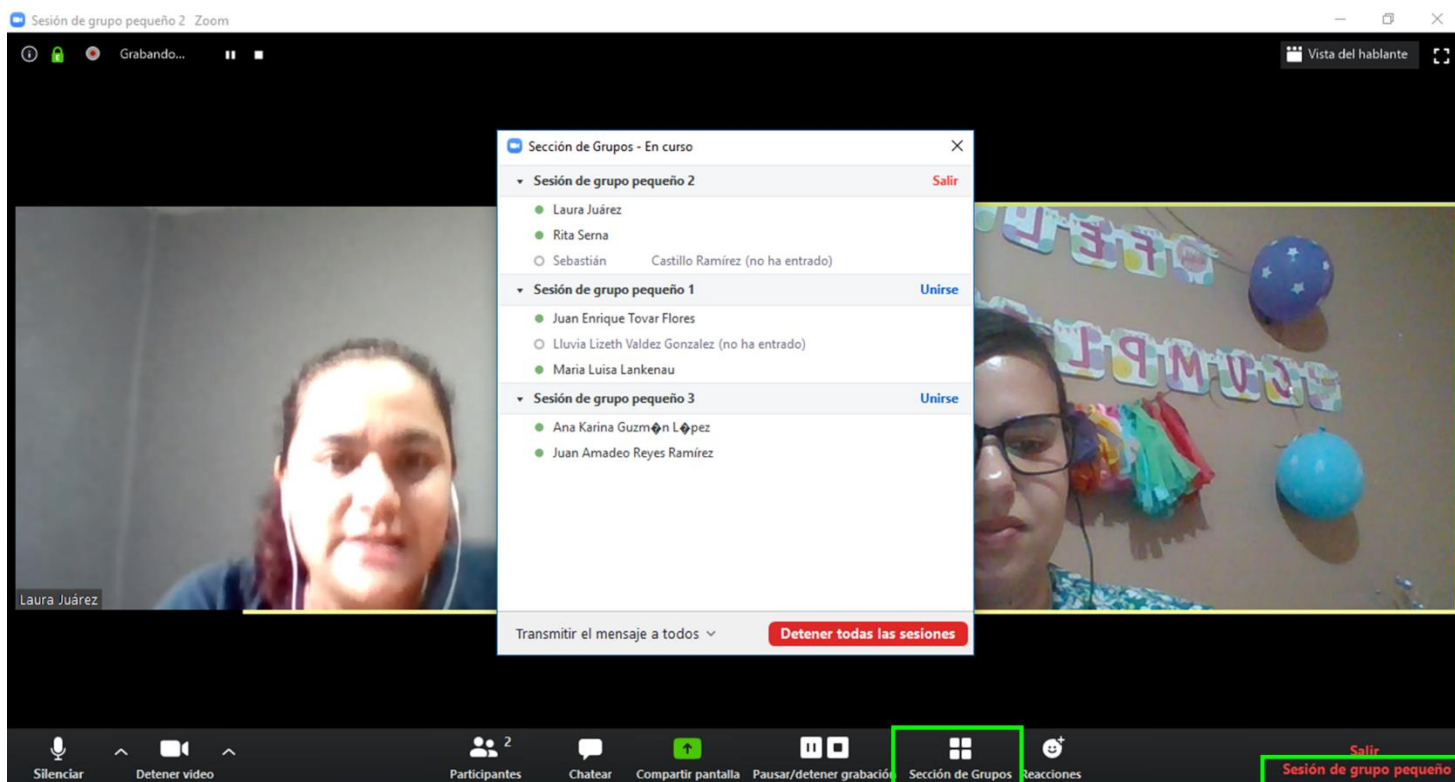 Sesión de grupo pequeño 2 Zoom
Grabando...
Vista del hablante
Sección de Grupos - En curso
Sesión de grupo pequeño 2 Salir
Laura Juárez
Rita Serna
Sebastián Castillo Ramírez (no ha entrado)
Sesión de grupo pequeño 1 Unirse
Juan Enrique Tovar Flores
Lluvia Lizeth Valdez Gonzalez (no ha entrado)
Maria Luisa Lankenau
Sesión de grupo pequeño 3 Unirse
Ana Karina Guzm�n L�pez
Juan Amadeo Reyes Ramírez
Transmitir el mensaje a todos Detener todas las sesiones
Laura Juárez
Silenciar Detener video Participantes 2 Chatear Compartir pantalla Pausar/detener grabación Sección de Grupos Reacciones
Salir
Sesión de grupo pequeño